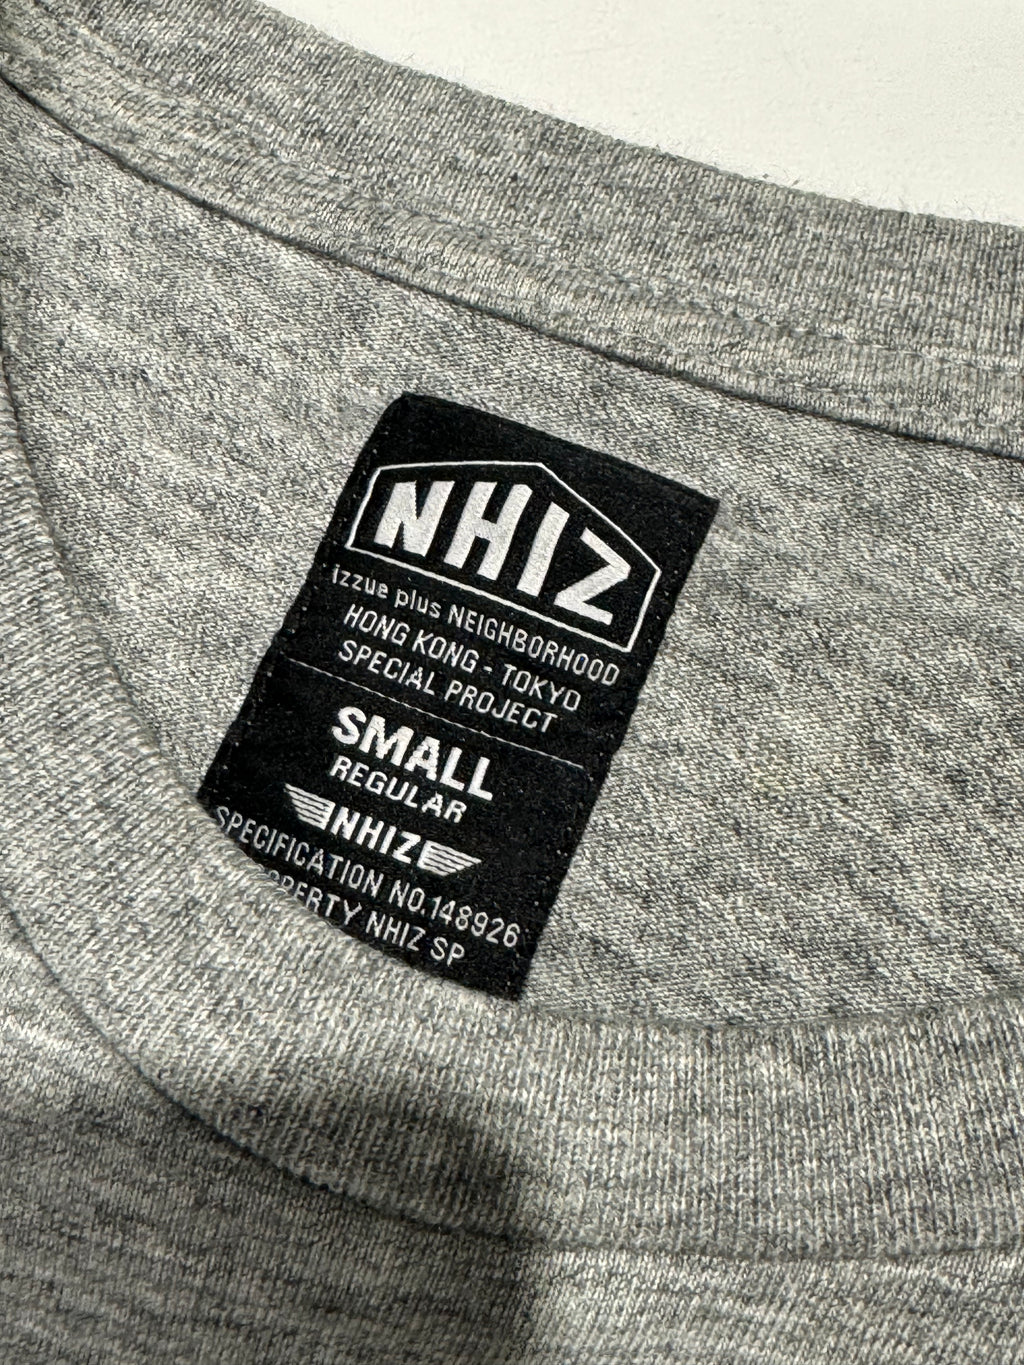 NHIZ
izzue plus NEIGHBORHOOD
HONG KONG - TOKYO
SPECIAL PROJECT
SMALL
REGULAR
NHIZ
SPECIFICATION NO.148926
NHIZ SP